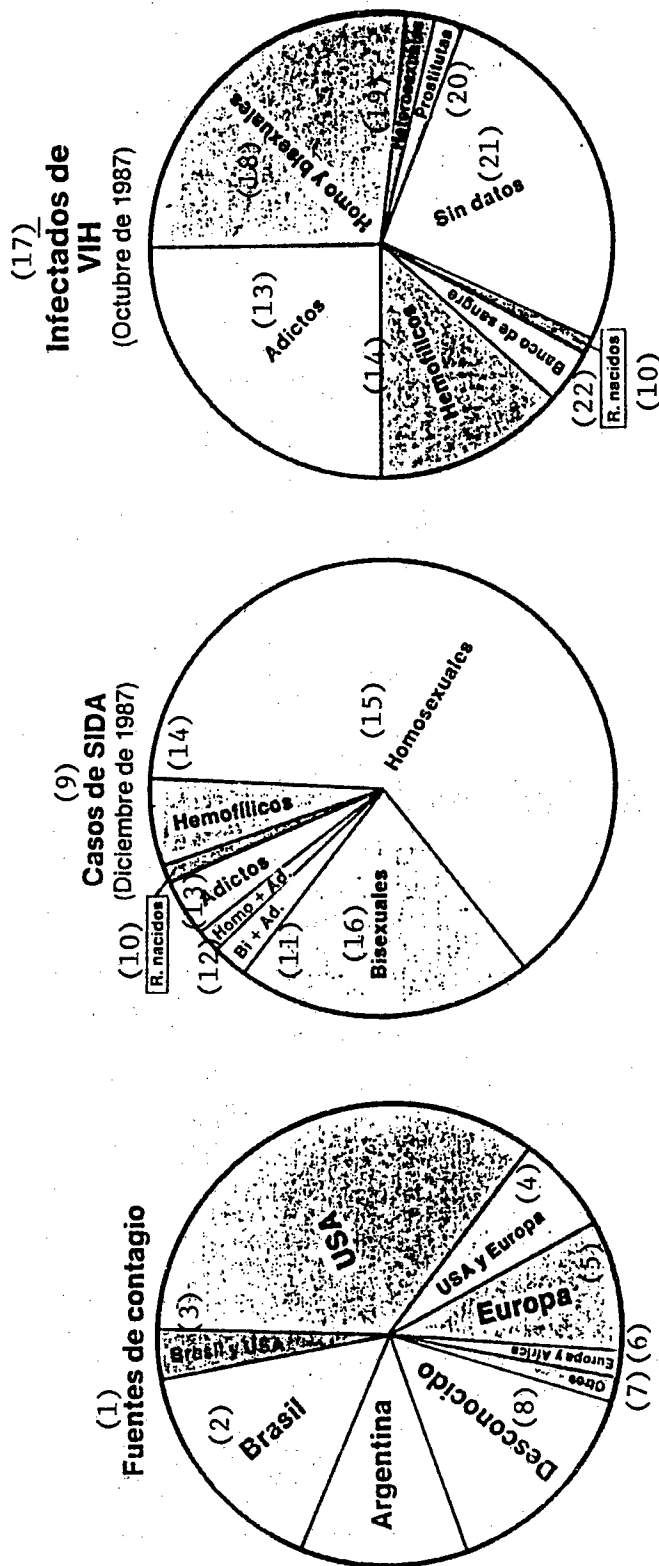 (1)
Fuentes de contagio
(3)
Brasil y USA
USA
(2)
Brasil
USA y Europa
(4)
Argentina
Europa
(5)
Desconocido
(8)
Otros
(7)
Europa y Africa
(6)
(9)
Casos de SIDA
(Diciembre de 1987)
(10)
R. nacidos
(14)
Hemofílicos
(13)
Adictos
(12)
Homo + Ad.
Bi + Ad.
(11)
(15)
Homosexuales
(16)
Bisexuales
(17)
Infectados de
VIH
(Octubre de 1987)
(13)
Adictos
(18)
Homo y bisexuales
(19)
Heterosexuales
Prostitutas
(20)
(14)
Hemofílicos
(21)
Sin datos
Banco de sangre
(22)
R. nacidos
(10)